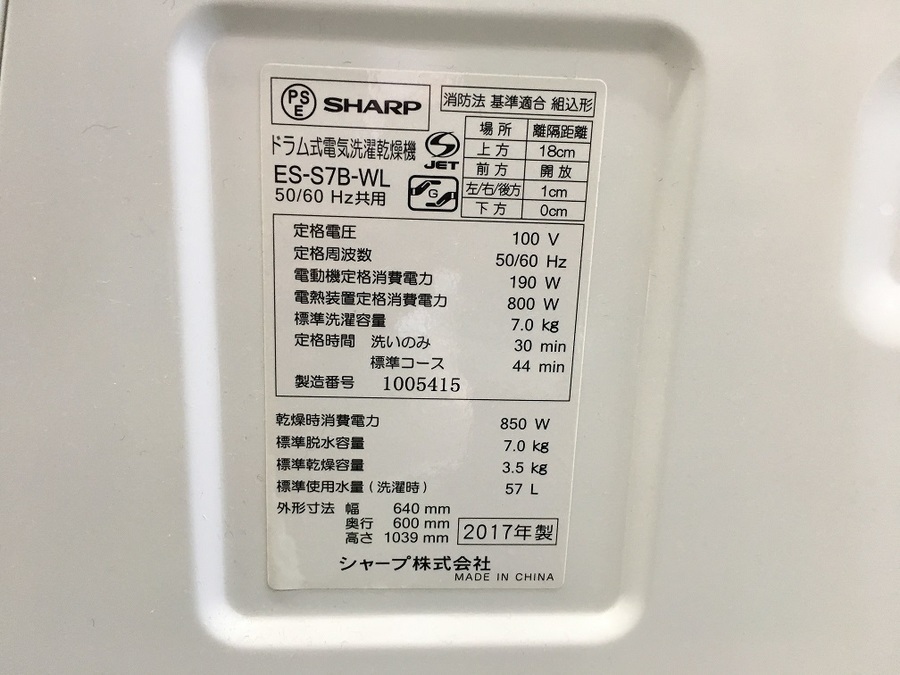 PSE SHARP
消防法 基準適合 組込形
ドラム式電気洗濯乾燥機
JET
ES-S7B-WL
G
50/60 Hz共用
場所 離隔距離
上方 18cm
前方 開放
左/右/後方 1cm
下方 0cm
定格電圧 100 V
定格周波数 50/60 Hz
電動機定格消費電力 190 W
電熱装置定格消費電力 800 W
標準洗濯容量 7.0 kg
定格時間 洗いのみ 30 min
標準コース 44 min
製造番号 1005415
乾燥時消費電力 850 W
標準脱水容量 7.0 kg
標準乾燥容量 3.5 kg
標準使用水量(洗濯時) 57 L
外形寸法 幅 640 mm
奥行 600 mm
高さ 1039 mm
2017年製
シャープ株式会社
MADE IN CHINA